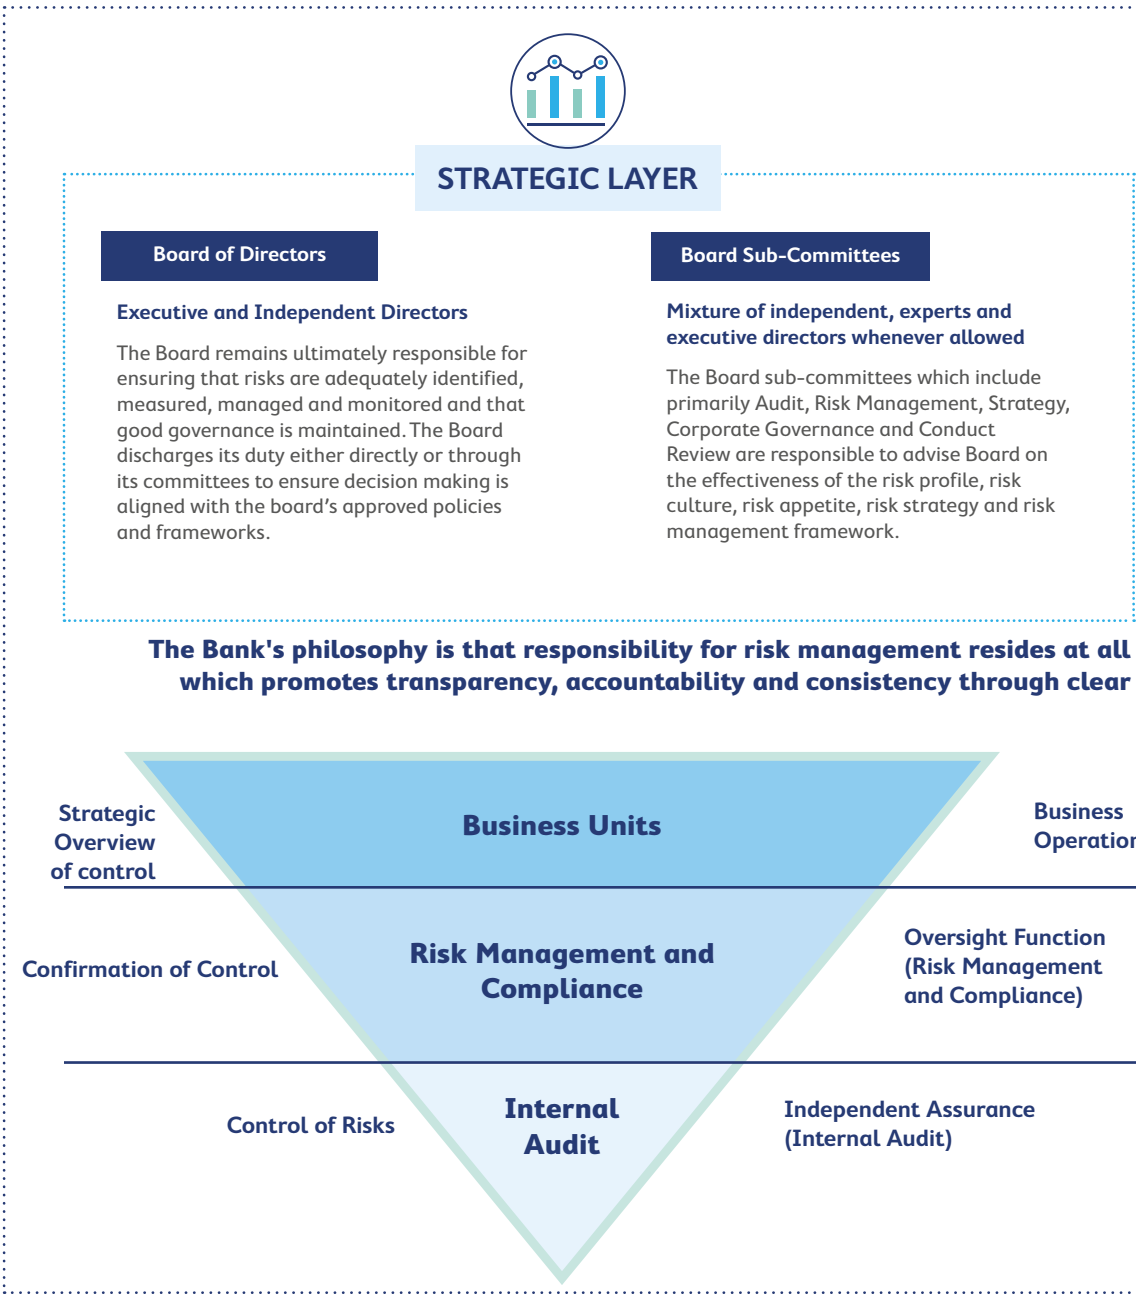 STRATEGIC LAYER
Board of Directors
Executive and Independent Directors
The Board remains ultimately responsible for
ensuring that risks are adequately identified,
measured, managed and monitored and that
good governance is maintained. The Board
discharges its duty either directly or through
its committees to ensure decision making is
aligned with the board’s approved policies
and frameworks.
Board Sub-Committees
Mixture of independent, experts and
executive directors whenever allowed
The Board sub-committees which include
primarily Audit, Risk Management, Strategy,
Corporate Governance and Conduct
Review are responsible to advise Board on
the effectiveness of the risk profile, risk
culture, risk appetite, risk strategy and risk
management framework.
The Bank's philosophy is that responsibility for risk management resides at all
which promotes transparency, accountability and consistency through clear
Strategic
Overview
of control
Business Units
Business
Confirmation of Control
Risk Management and
Compliance
Oversight Function
(Risk Management
and Compliance)
Control of Risks
Internal
Audit
Independent Assurance
(Internal Audit)